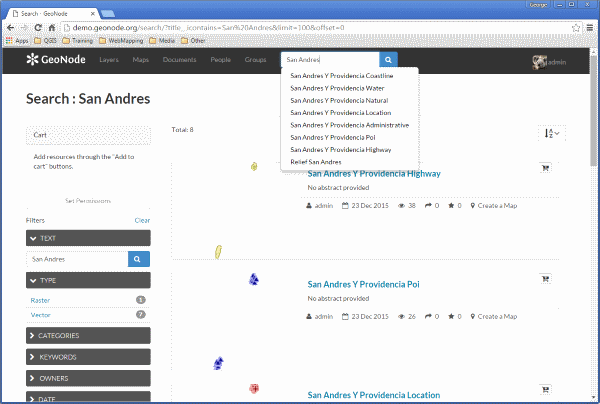 George
Search - GeoNode
demo.geonode.org/search/?title__icontains=San%20Andres&limit=100&offset=0
Apps QGIS Training WebMapping Media Other
GeoNode Layers Maps Documents People Groups San Andres admin
San Andres Y Providencia Coastline
San Andres Y Providencia Water
San Andres Y Providencia Natural
San Andres Y Providencia Location
San Andres Y Providencia Administrative
San Andres Y Providencia Poi
San Andres Y Providencia Highway
Relief San Andres
Search : San Andres
Cart
Add resources through the "Add to
cart" buttons.
Set Permissions
Filters Clear
TEXT
San Andres
TYPE
Raster 1
Vector 7
CATEGORIES
KEYWORDS
OWNERS
DATE
Total: 8
San Andres Y Providencia Highway
No abstract provided
admin 23 Dec 2015 38 0 0 Create a Map
San Andres Y Providencia Poi
No abstract provided
admin 23 Dec 2015 26 0 0 Create a Map
San Andres Y Providencia Location